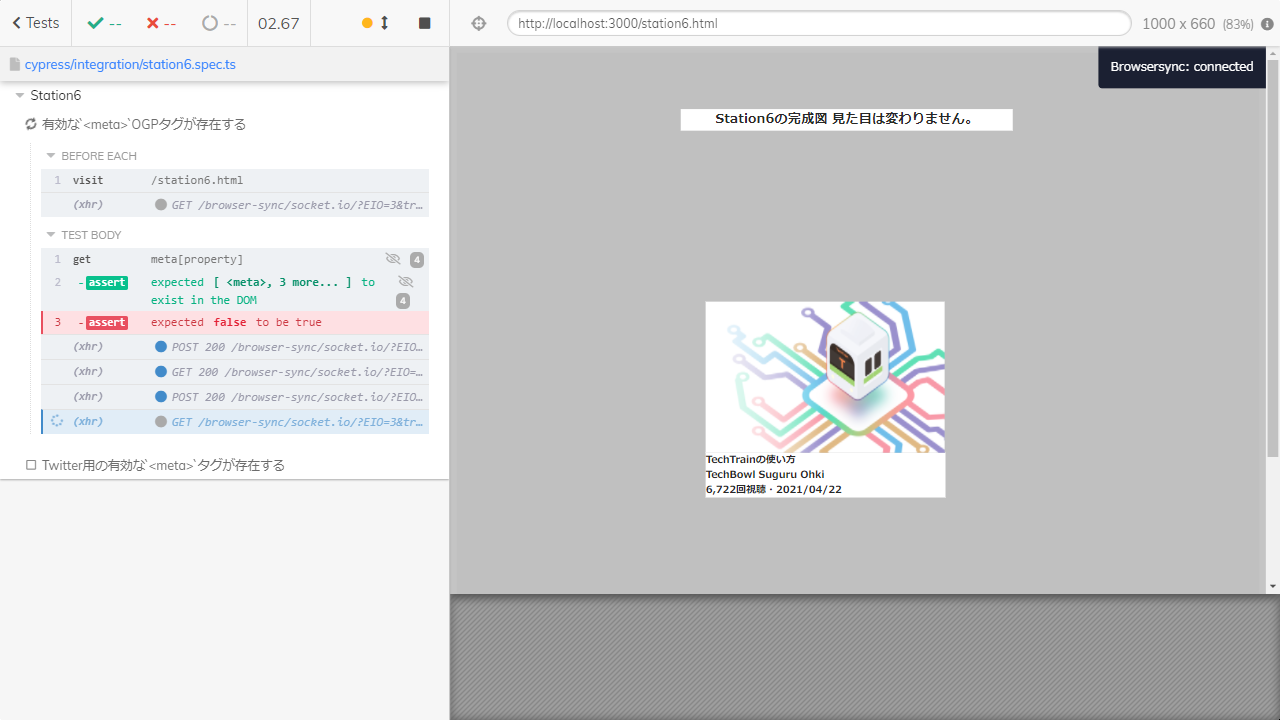 Tests
--
--
--
02.67
http://localhost:3000/station6.html
1000 x 660 (83%)
cypress/integration/station6.spec.ts
Browsersync: connected
Station6
有効な`<meta>`OGPタグが存在する
BEFORE EACH
1 visit /station6.html
(xhr) GET /browser-sync/socket.io/?EIO=3&tr...
TEST BODY
1 get meta[property] 4
2 -assert expected [ <meta>, 3 more... ] to
exist in the DOM 4
3 -assert expected false to be true
(xhr) POST 200 /browser-sync/socket.io/?EIO...
(xhr) GET 200 /browser-sync/socket.io/?EIO=...
(xhr) POST 200 /browser-sync/socket.io/?EIO...
(xhr) GET /browser-sync/socket.io/?EIO=3&tr...
Twitter用の有効な`<meta>`タグが存在する
Station6の完成図 見た目は変わりません。
T
TechTrainの使い方
TechBowl Suguru Ohki
6,722回視聴・2021/04/22